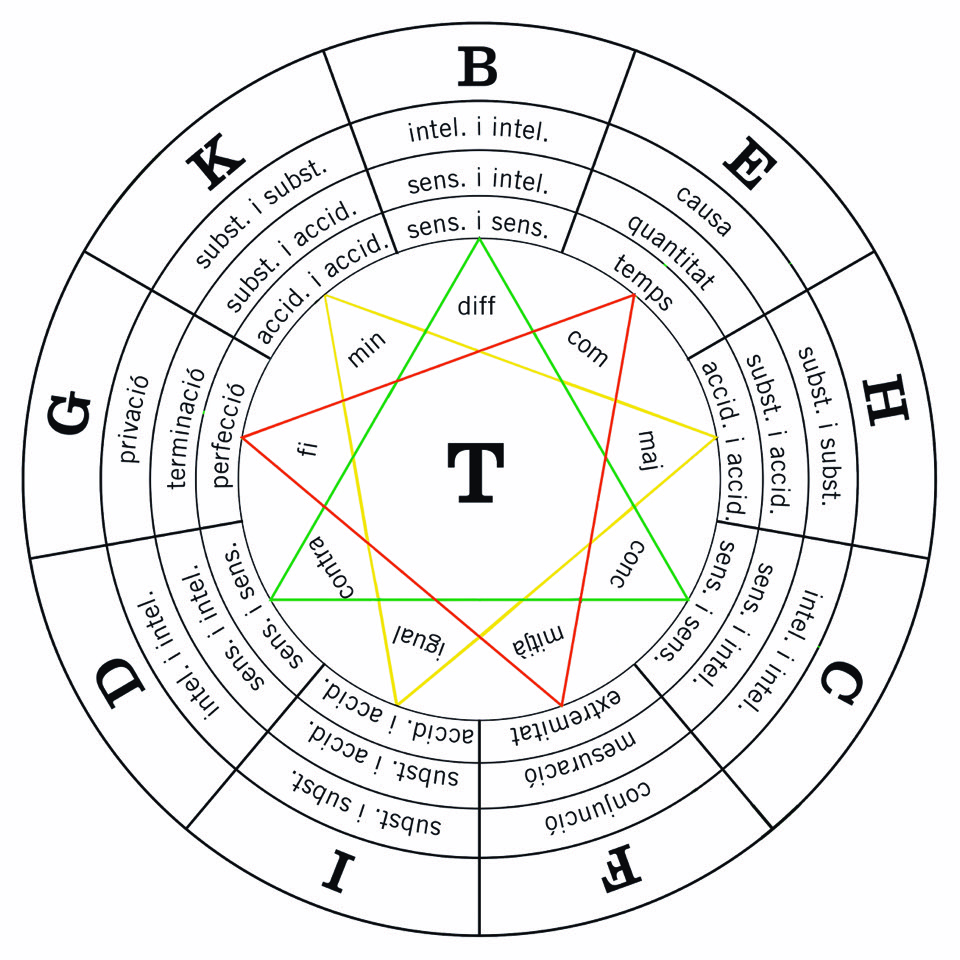 B
intel. i intel.
sens. i intel.
sens. i sens.
diff
E
causa
quantitat
temps
com
H
subst. i subst.
subst. i accid.
accid. i accid.
maj
C
intel. i intel.
sens. i intel.
sens. i sens.
conc
F
conjunció
mesuració
extremitat
mitjà
I
subst. i subst.
subst. i accid.
accid. i accid.
igual
D
intel. i intel.
sens. i intel.
sens. i sens.
contra
G
privació
terminació
perfecció
fi
K
subst. i subst.
subst. i accid.
accid. i accid.
min
T